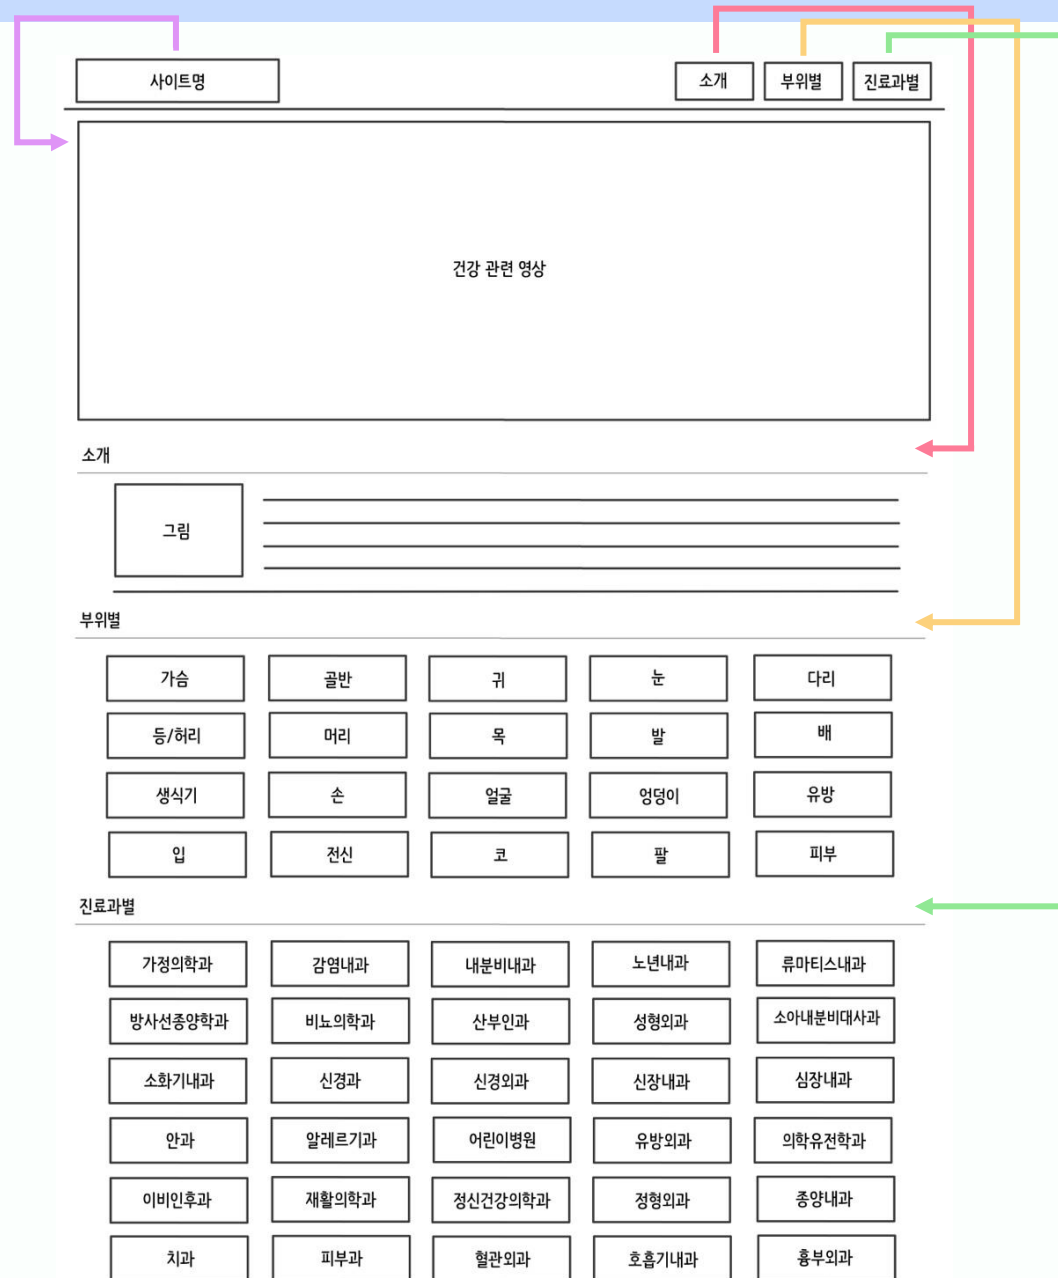 사이트명
소개 부위별 진료과별
건강 관련 영상
소개
그림
부위별
가슴 골반 귀 눈 다리
등/허리 머리 목 발 배
생식기 손 얼굴 엉덩이 유방
입 전신 코 팔 피부
진료과별
가정의학과 감염내과 내분비내과 노년내과 류마티스내과
방사선종양학과 비뇨의학과 산부인과 성형외과 소아내분비대사과
소화기내과 신경과 신경외과 신장내과 심장내과
안과 알레르기과 어린이병원 유방외과 의학유전학과
이비인후과 재활의학과 정신건강의학과 정형외과 종양내과
치과 피부과 혈관외과 호흡기내과 흉부외과